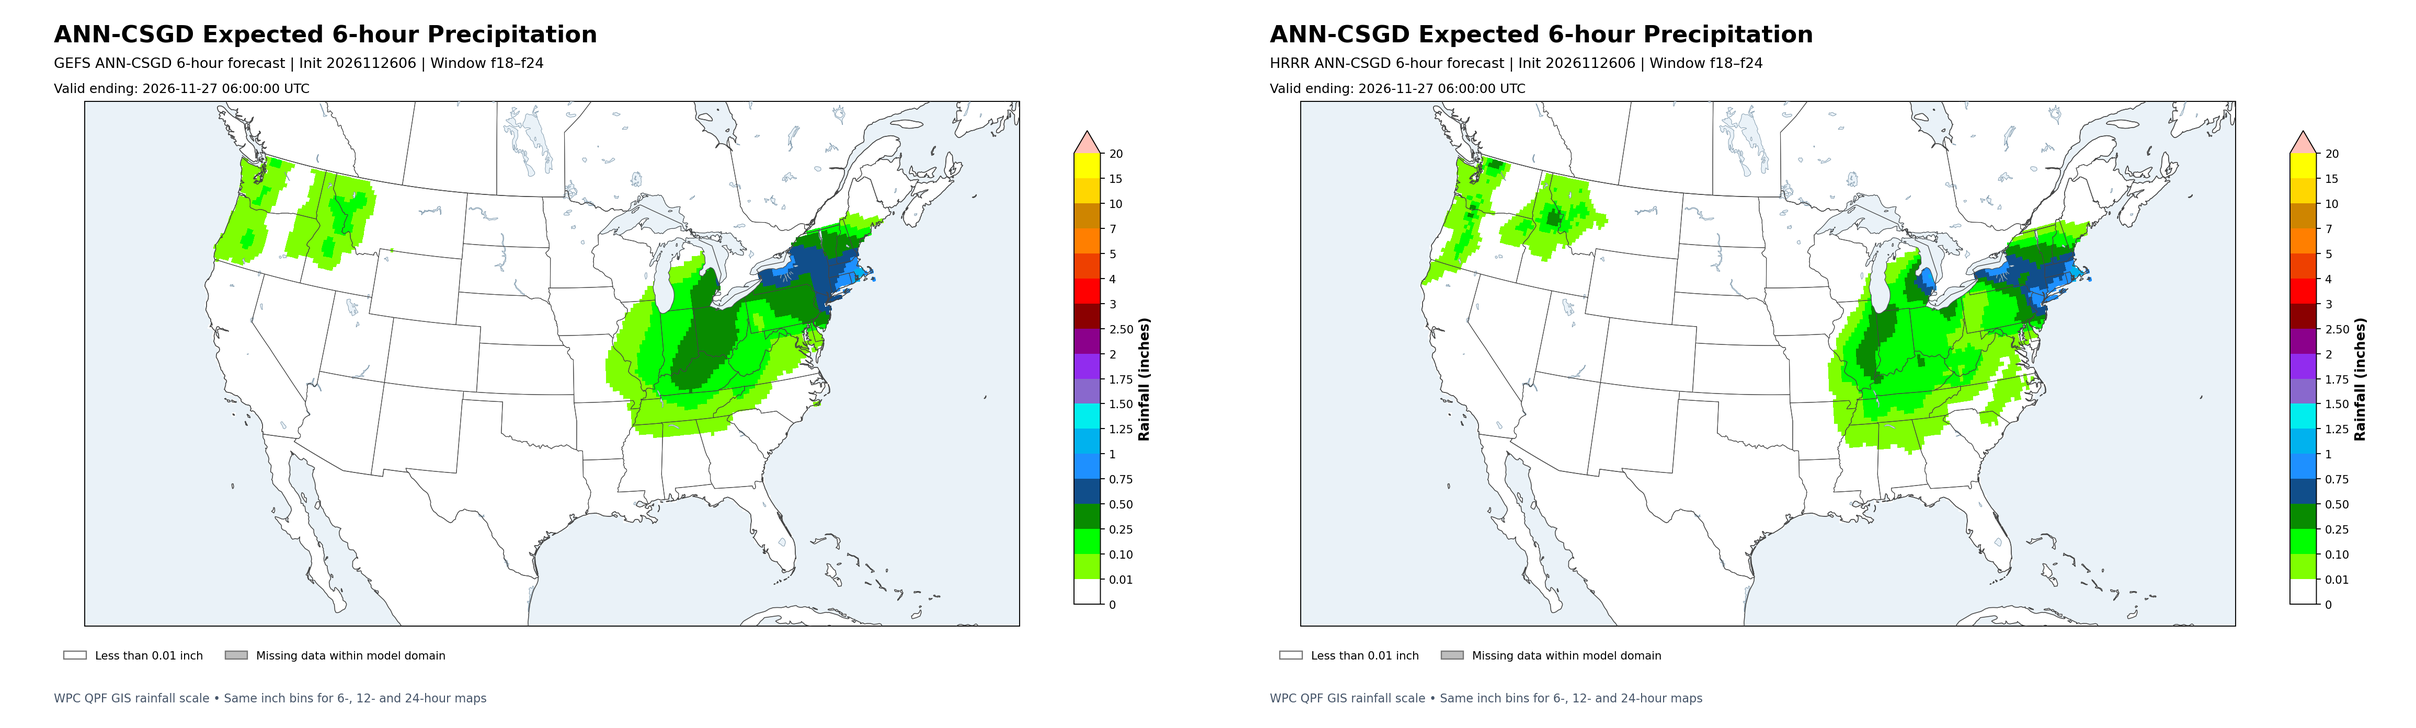 ANN-CSGD Expected 6-hour Precipitation
GEFS ANN-CSGD 6-hour forecast | Init 2026112606 | Window f18–f24
Valid ending: 2026-11-27 06:00:00 UTC
20
15
10
7
5
4
3
2.50
2
1.75
1.50
1.25
1
0.75
0.50
0.25
0.10
0.01
0
Rainfall (inches)
Less than 0.01 inch
Missing data within model domain
WPC QPF GIS rainfall scale • Same inch bins for 6-, 12- and 24-hour maps
ANN-CSGD Expected 6-hour Precipitation
HRRR ANN-CSGD 6-hour forecast | Init 2026112606 | Window f18–f24
Valid ending: 2026-11-27 06:00:00 UTC
20
15
10
7
5
4
3
2.50
2
1.75
1.50
1.25
1
0.75
0.50
0.25
0.10
0.01
0
Rainfall (inches)
Less than 0.01 inch
Missing data within model domain
WPC QPF GIS rainfall scale • Same inch bins for 6-, 12- and 24-hour maps